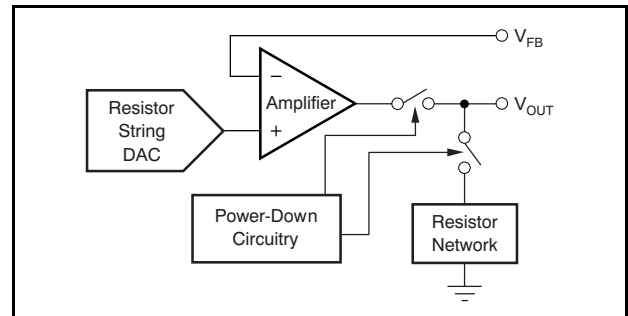 V_FB
Amplifier
−
+
V_OUT
Resistor
String
DAC
Power-Down
Circuitry
Resistor
Network